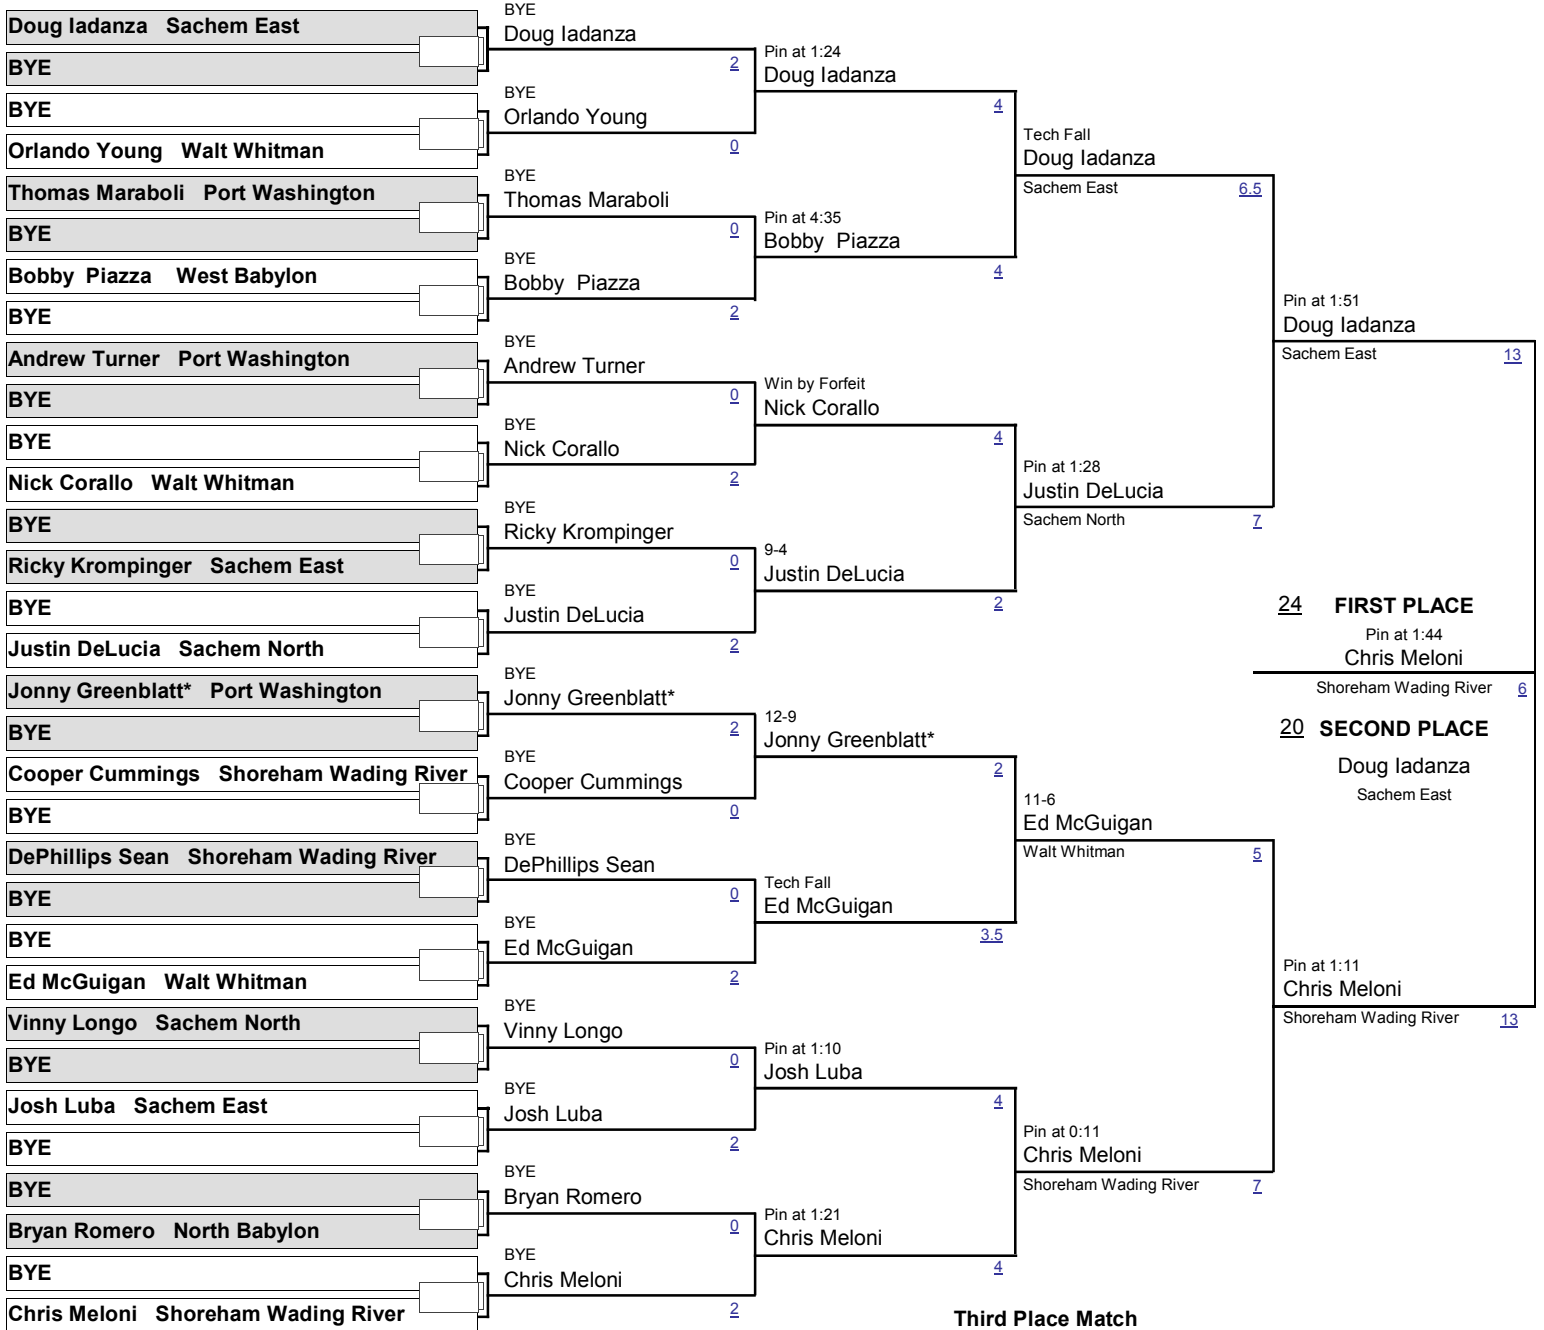 Doug Iadanza Sachem East
BYE
BYE
Orlando Young Walt Whitman
Thomas Maraboli Port Washington
BYE
Bobby Piazza West Babylon
BYE
Andrew Turner Port Washington
BYE
BYE
Nick Corallo Walt Whitman
BYE
Ricky Krompinger Sachem East
BYE
Justin DeLucia Sachem North
Jonny Greenblatt* Port Washington
BYE
Cooper Cummings Shoreham Wading River
BYE
DePhillips Sean Shoreham Wading River
BYE
BYE
Ed McGuigan Walt Whitman
Vinny Longo Sachem North
BYE
Josh Luba Sachem East
BYE
BYE
Bryan Romero North Babylon
BYE
Chris Meloni Shoreham Wading River
BYE
Doug Iadanza
2
BYE
Orlando Young
0
BYE
Thomas Maraboli
0
BYE
Bobby Piazza
2
BYE
Andrew Turner
0
BYE
Nick Corallo
2
BYE
Ricky Krompinger
0
BYE
Justin DeLucia
2
BYE
Jonny Greenblatt*
2
BYE
Cooper Cummings
0
BYE
DePhillips Sean
0
BYE
Ed McGuigan
2
BYE
Vinny Longo
0
BYE
Josh Luba
2
BYE
Bryan Romero
0
BYE
Chris Meloni
2
Pin at 1:24
Doug Iadanza
4
Pin at 4:35
Bobby Piazza
4
Win by Forfeit
Nick Corallo
4
9-4
Justin DeLucia
2
12-9
Jonny Greenblatt*
2
Tech Fall
Ed McGuigan
3.5
Pin at 1:10
Josh Luba
4
Pin at 1:21
Chris Meloni
4
Tech Fall
Doug Iadanza
Sachem East 6.5
Pin at 1:28
Justin DeLucia
Sachem North 7
11-6
Ed McGuigan
Walt Whitman 5
Pin at 0:11
Chris Meloni
Shoreham Wading River 7
Pin at 1:51
Doug Iadanza
Sachem East 13
Pin at 1:11
Chris Meloni
Shoreham Wading River 13
24 FIRST PLACE
Pin at 1:44
Chris Meloni
Shoreham Wading River 6
20 SECOND PLACE
Doug Iadanza
Sachem East
Third Place Match